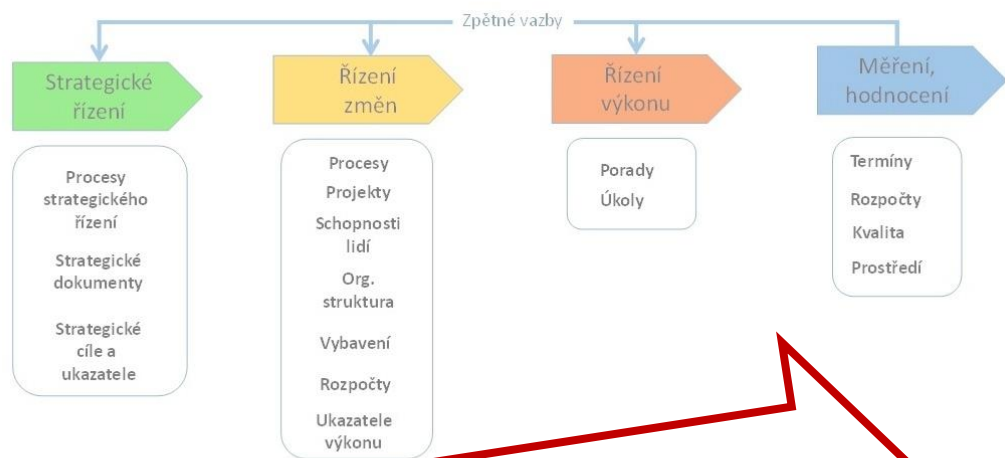 Zpětné vazby
Strategické
řízení
Řízení
změn
Řízení
výkonu
Měření,
hodnocení
Procesy
strategického
řízení
Strategické
dokumenty
Strategické
cíle a
ukazatele
Procesy
Projekty
Schopnosti
lidí
Org.
struktura
Vybavení
Rozpočty
Ukazatele
výkonu
Porady
Úkoly
Termíny
Rozpočty
Kvalita
Prostředí